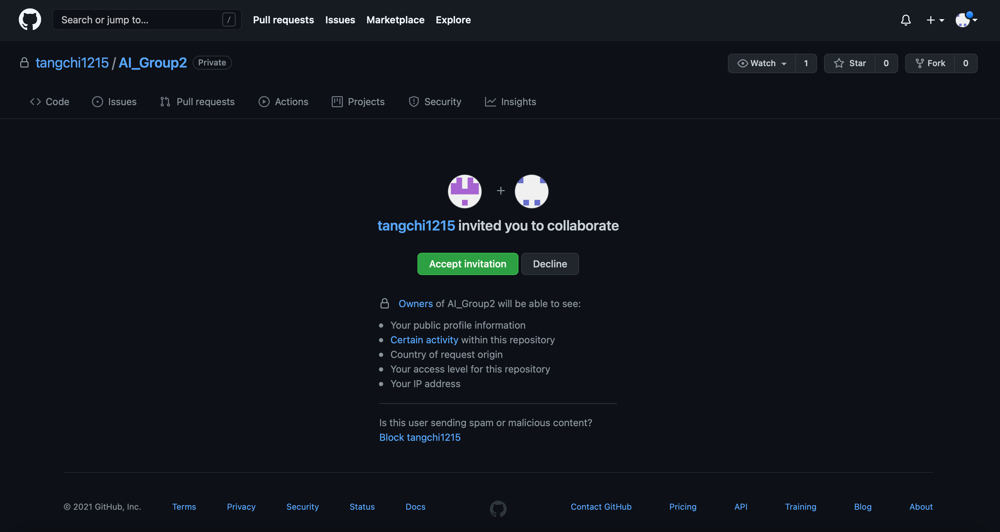 Search or jump to... /
Pull requests Issues Marketplace Explore
tangchi1215 / AI_Group2 Private
Watch 1 Star 0 Fork 0
Code Issues Pull requests Actions Projects Security Insights
tangchi1215 invited you to collaborate
Accept invitation Decline
Owners of AI_Group2 will be able to see:
Your public profile information
Certain activity within this repository
Country of request origin
Your access level for this repository
Your IP address
Is this user sending spam or malicious content?
Block tangchi1215
© 2021 GitHub, Inc. Terms Privacy Security Status Docs Contact GitHub Pricing API Training Blog About